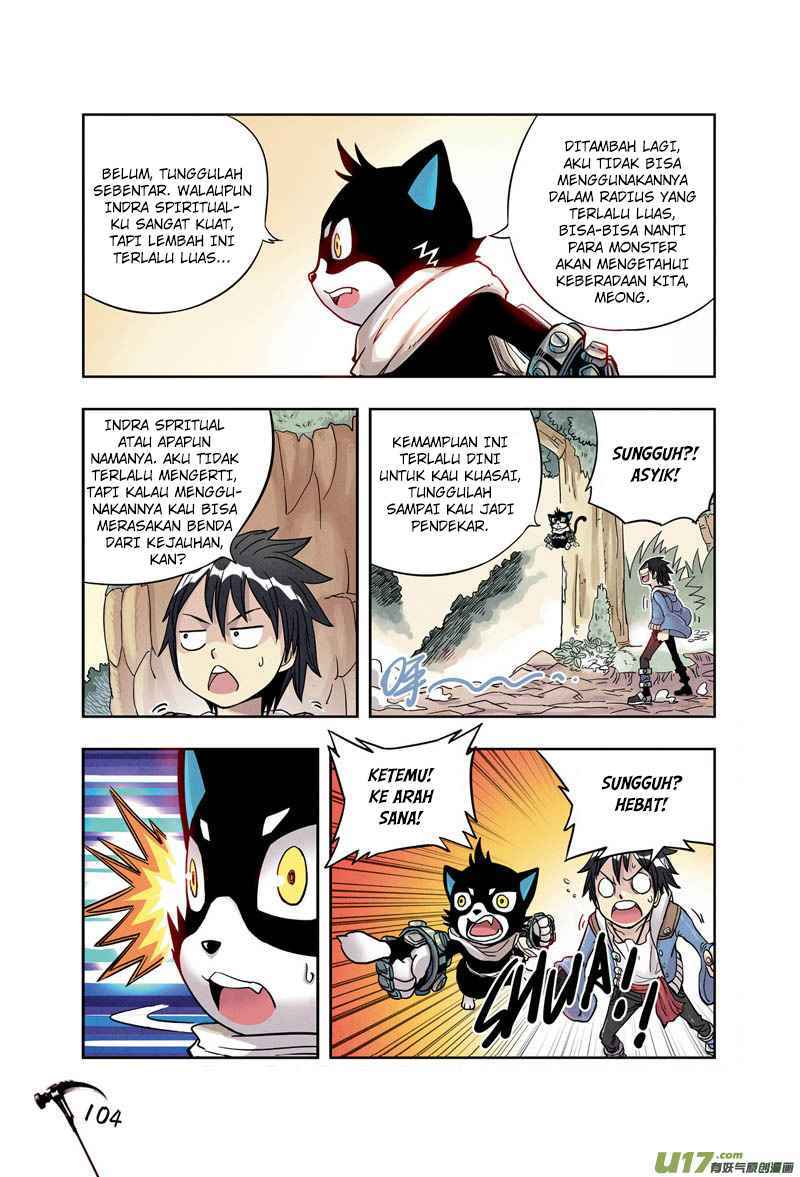 BELUM, TUNGGULAH
SEBENTAR. WALAUPUN
INDRA SPIRITUAL-
KU SANGAT KUAT,
TAPI LEMBAH INI
TERLALU LUAS...
DITAMBAH LAGI,
AKU TIDAK BISA
MENGGUNAKANNYA
DALAM RADIUS YANG
TERLALU LUAS,
BISA-BISA NANTI
PARA MONSTER
AKAN MENGETAHUI
KEBERADAAN KITA,
MEONG.
INDRA SPRITUAL
ATAU APAPUN
NAMANYA. AKU TIDAK
TERLALU MENGERTI,
TAPI KALAU MENGGU-
NAKANNYA KAU BISA
MERASAKAN BENDA
DARI KEJAUHAN,
KAN?
KEMAMPUAN INI
TERLALU DINI
UNTUK KAU KUASAI,
TUNGGULAH
SAMPAI KAU JADI
PENDEKAR.
SUNGGUH?!
ASYIK!
呼~~~...
KETEMU!
KE ARAH
SANA!
SUNGGUH?
HEBAT!
SHUA!!
104
U17.com
有妖气原创漫画